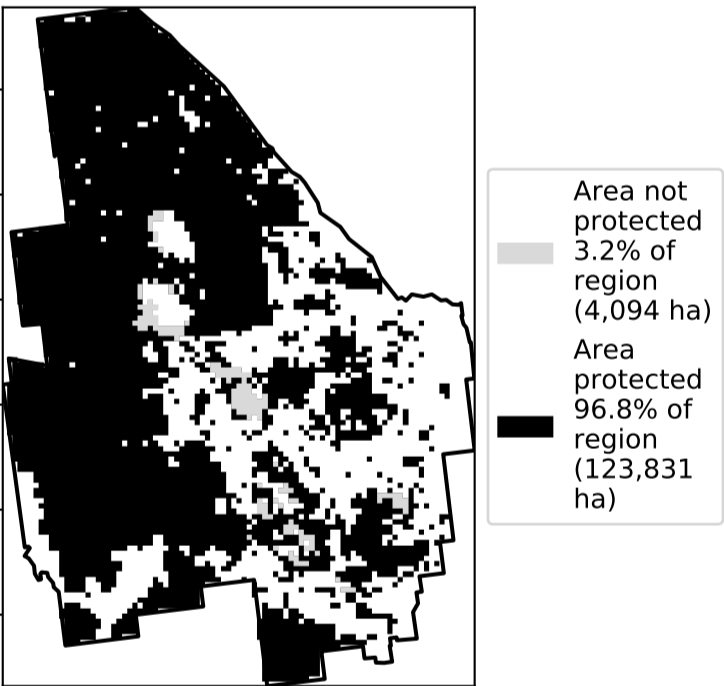 Area not
protected
3.2% of
region
(4,094 ha)
Area
protected
96.8% of
region
(123,831
ha)